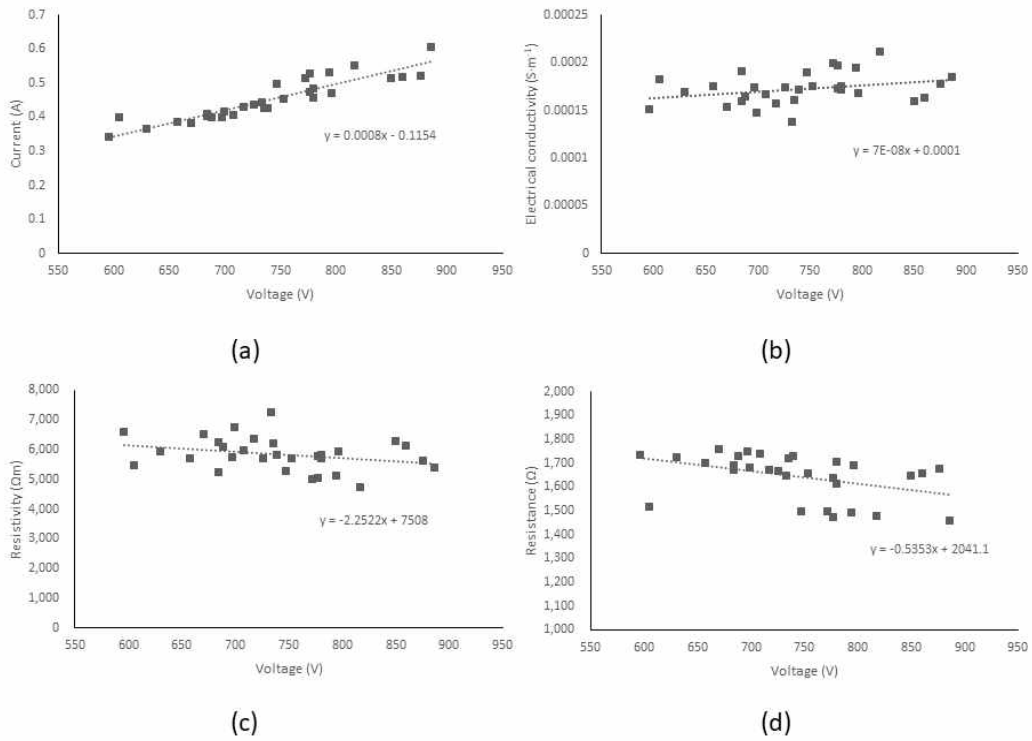 0.7
0.6
0.5
0.4
0.3
0.2
0.1
0
Current (A)
550 600 650 700 750 800 850 900 950
Voltage (V)
y = 0.0008x - 0.1154
(a)
0.00025
0.0002
0.00015
0.0001
0.00005
0
Electrical conductivity (S·m⁻¹)
550 600 650 700 750 800 850 900 950
Voltage (V)
y = 7E-08x + 0.0001
(b)
8,000
7,000
6,000
5,000
4,000
3,000
2,000
1,000
0
Resistivity (Ωm)
550 600 650 700 750 800 850 900 950
Voltage (V)
y = -2.2522x + 7508
(c)
2,000
1,900
1,800
1,700
1,600
1,500
1,400
1,300
1,200
1,100
1,000
Resistance (Ω)
550 600 650 700 750 800 850 900 950
Voltage (V)
y = -0.5353x + 2041.1
(d)